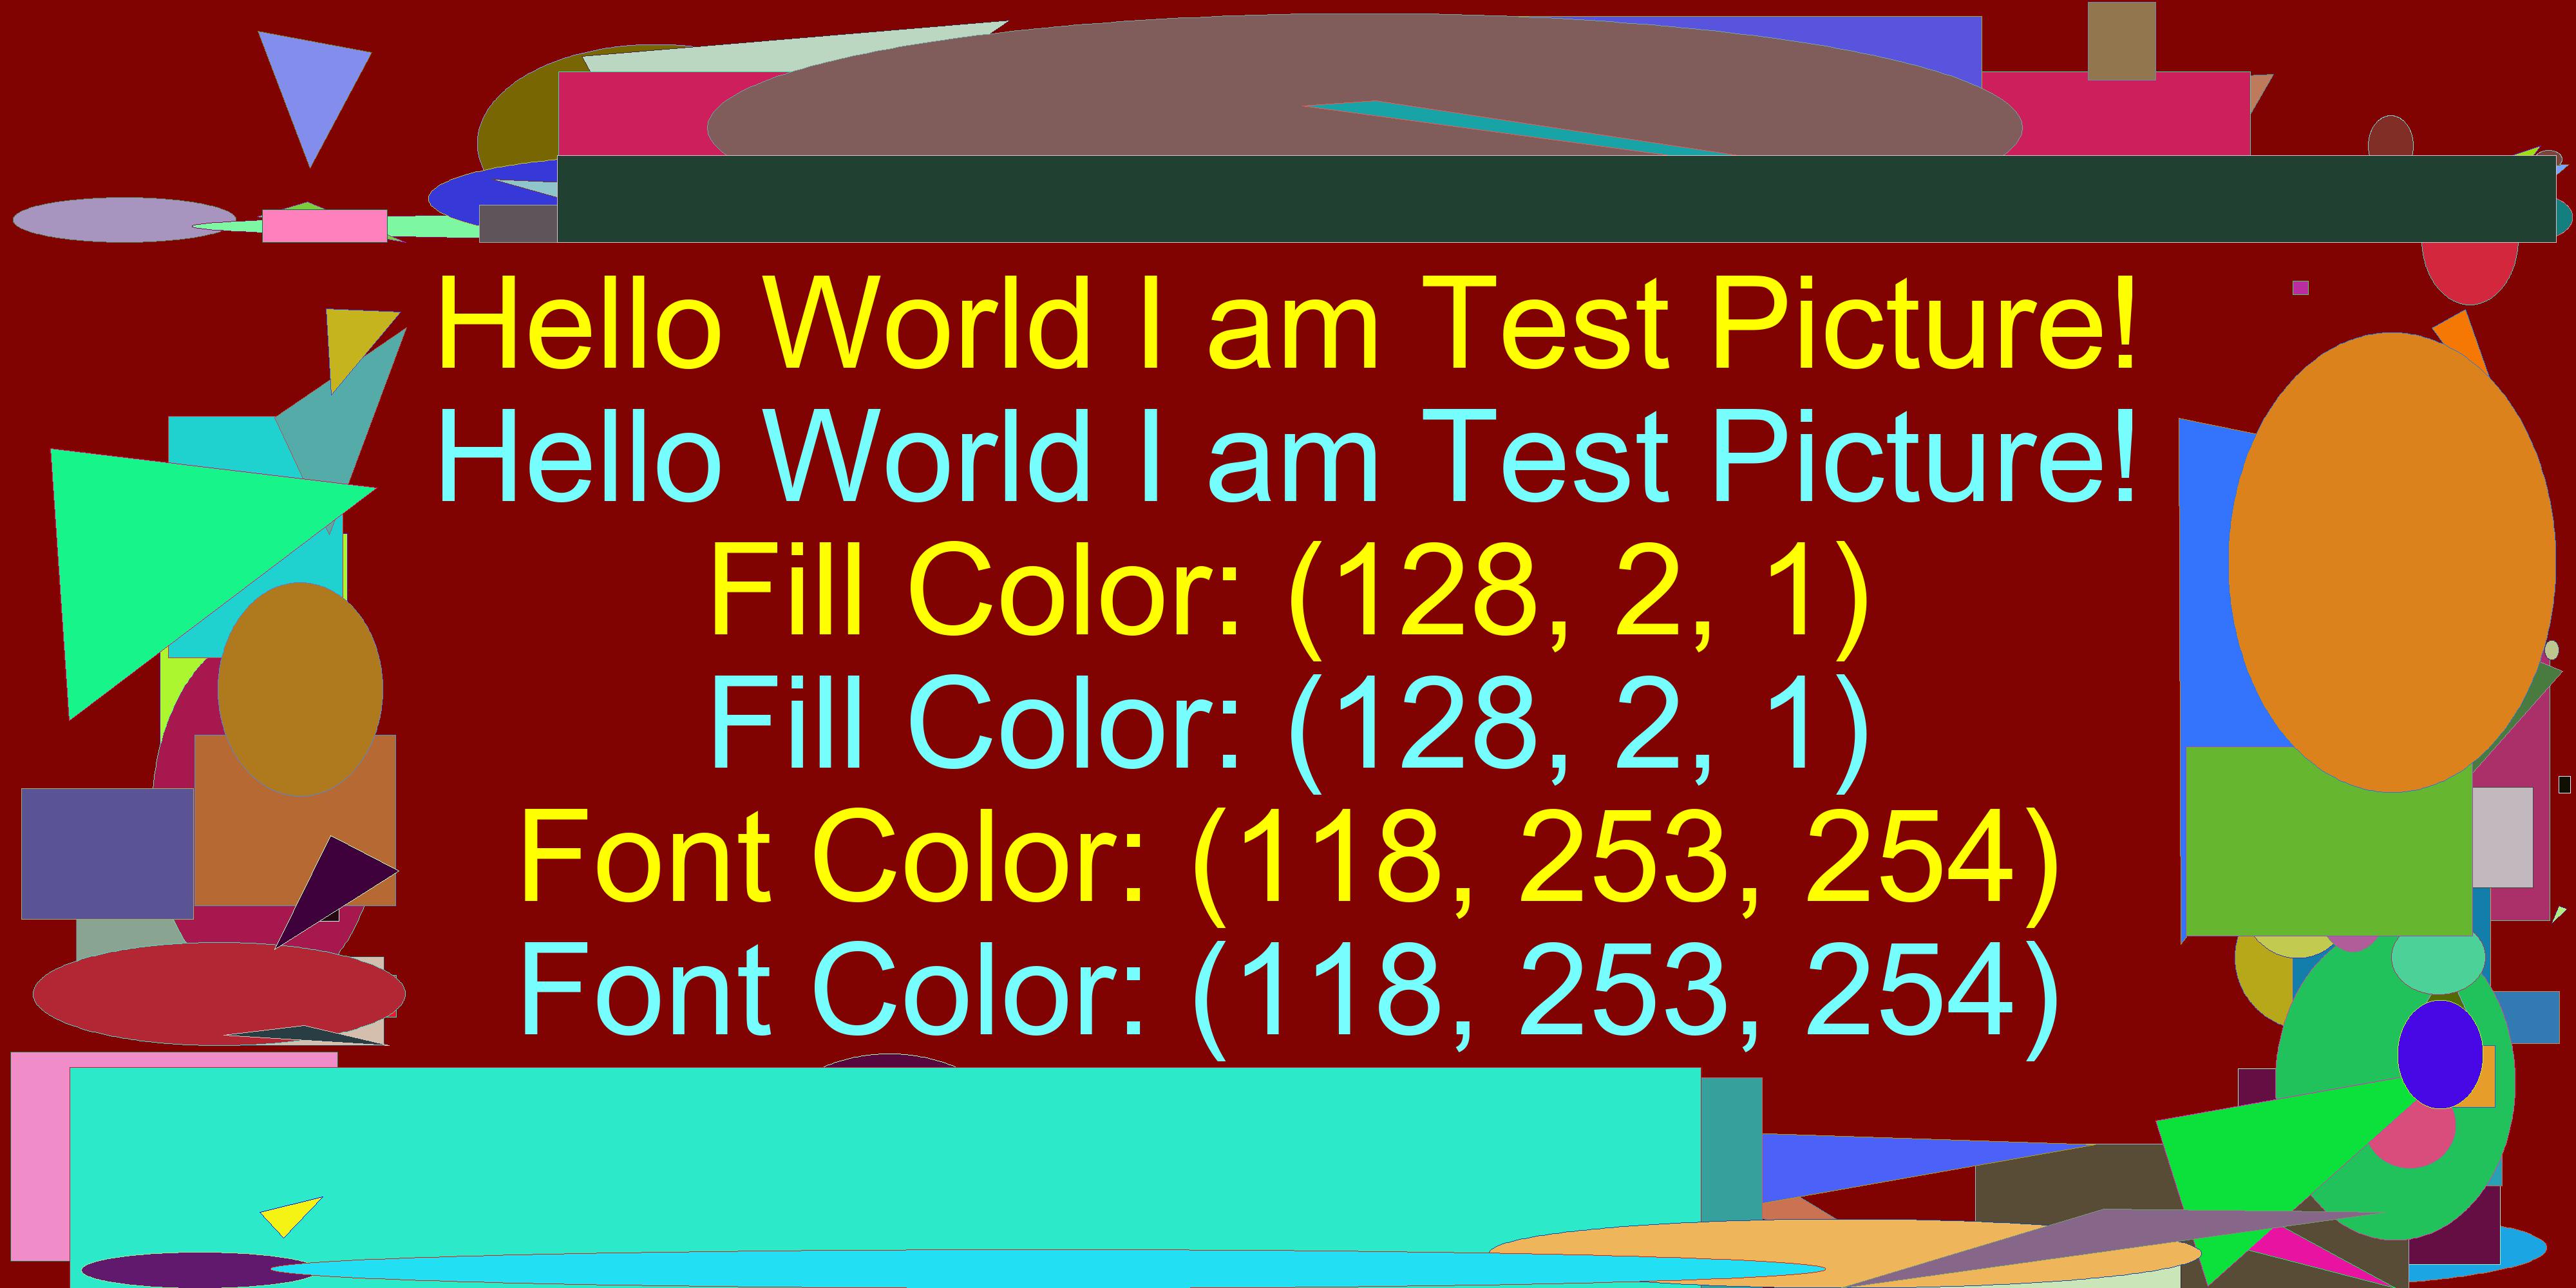 Hello World I am Test Picture!
Hello World I am Test Picture!
Fill Color: (128, 2, 1)
Fill Color: (128, 2, 1)
Font Color: (118, 253, 254)
Font Color: (118, 253, 254)